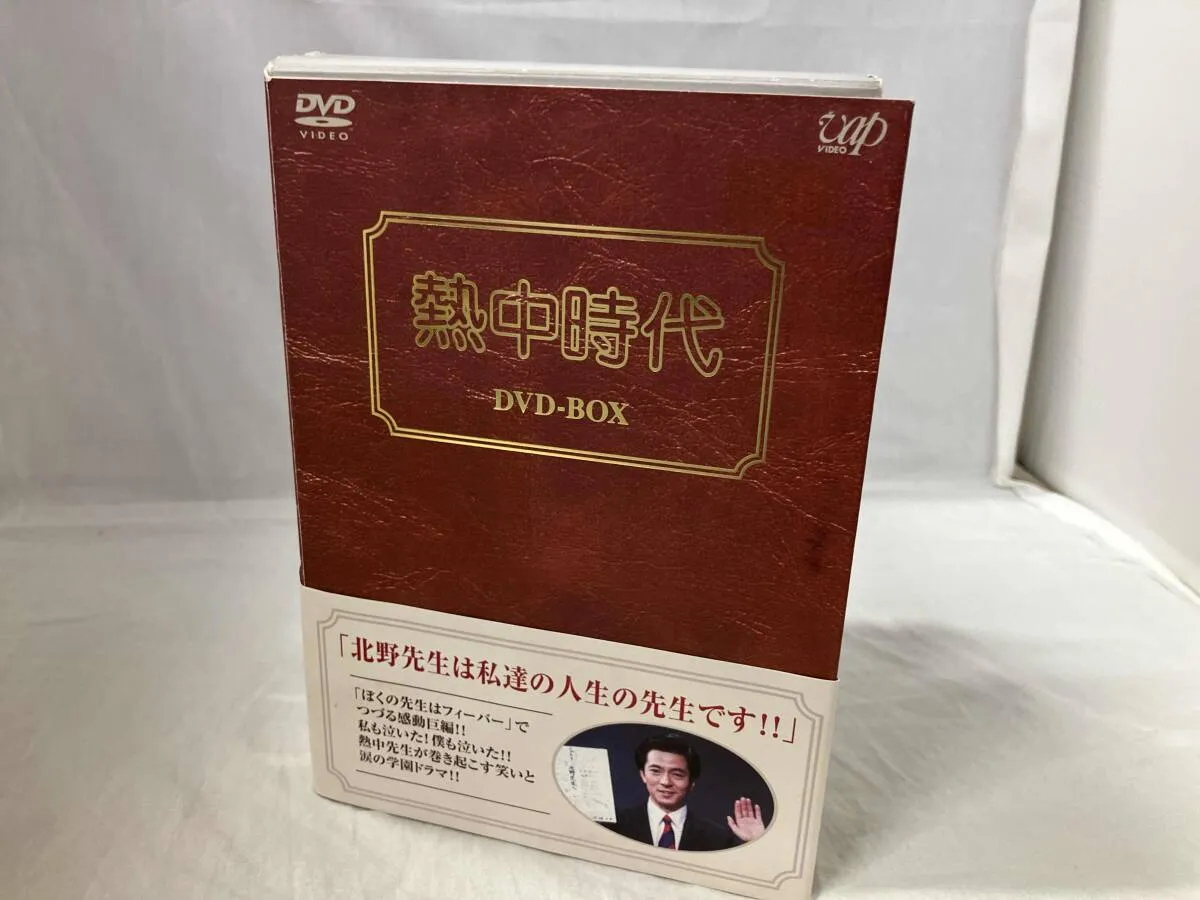 DVD
VIDEO
vap
VIDEO
熱中時代
DVD-BOX
「北野先生は私達の人生の先生です!!」
「ぼくの先生はフィーバー」で
つづる感動巨編!!
私も泣いた!僕も泣いた!!
熱中先生が巻き起こす笑いと
涙の学園ドラマ!!